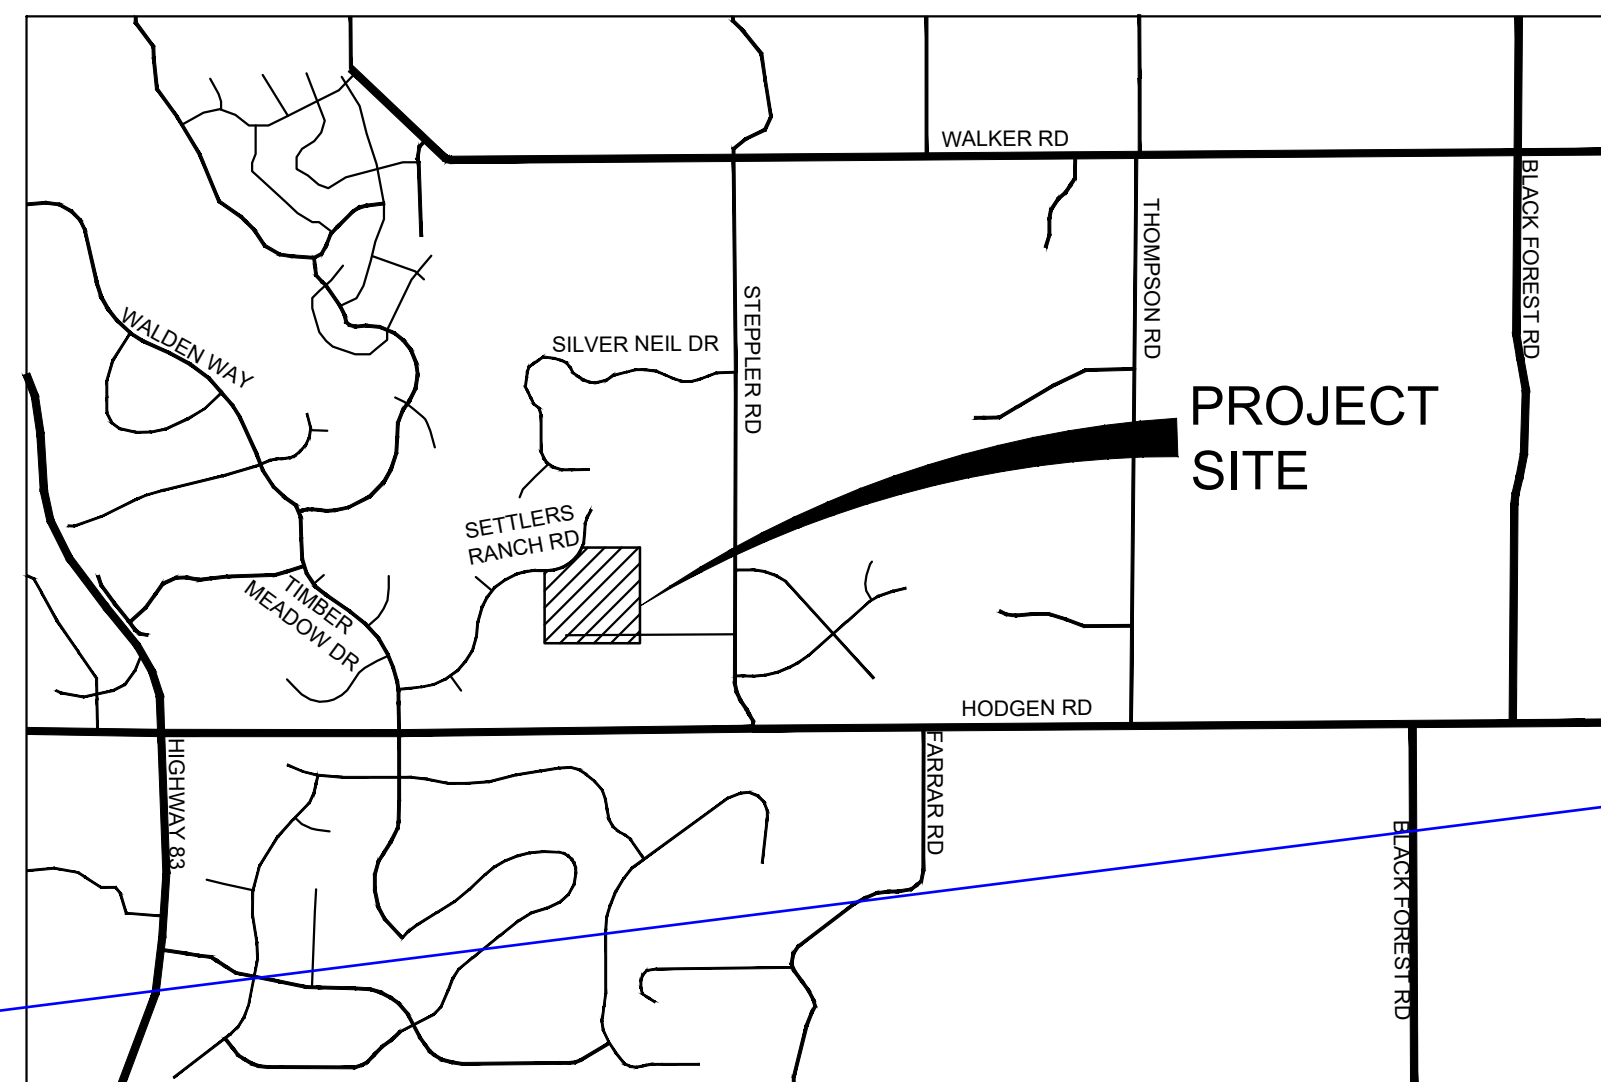 WALKER RD
BLACK FOREST RD
THOMPSON RD
STEPPLER RD
WALDEN WAY
SILVER NEIL DR
PROJECT
SITE
SETTLERS
RANCH RD
TIMBER
MEADOW DR
HODGEN RD
HIGHWAY 83
FARRAR RD
BLACK FOREST RD